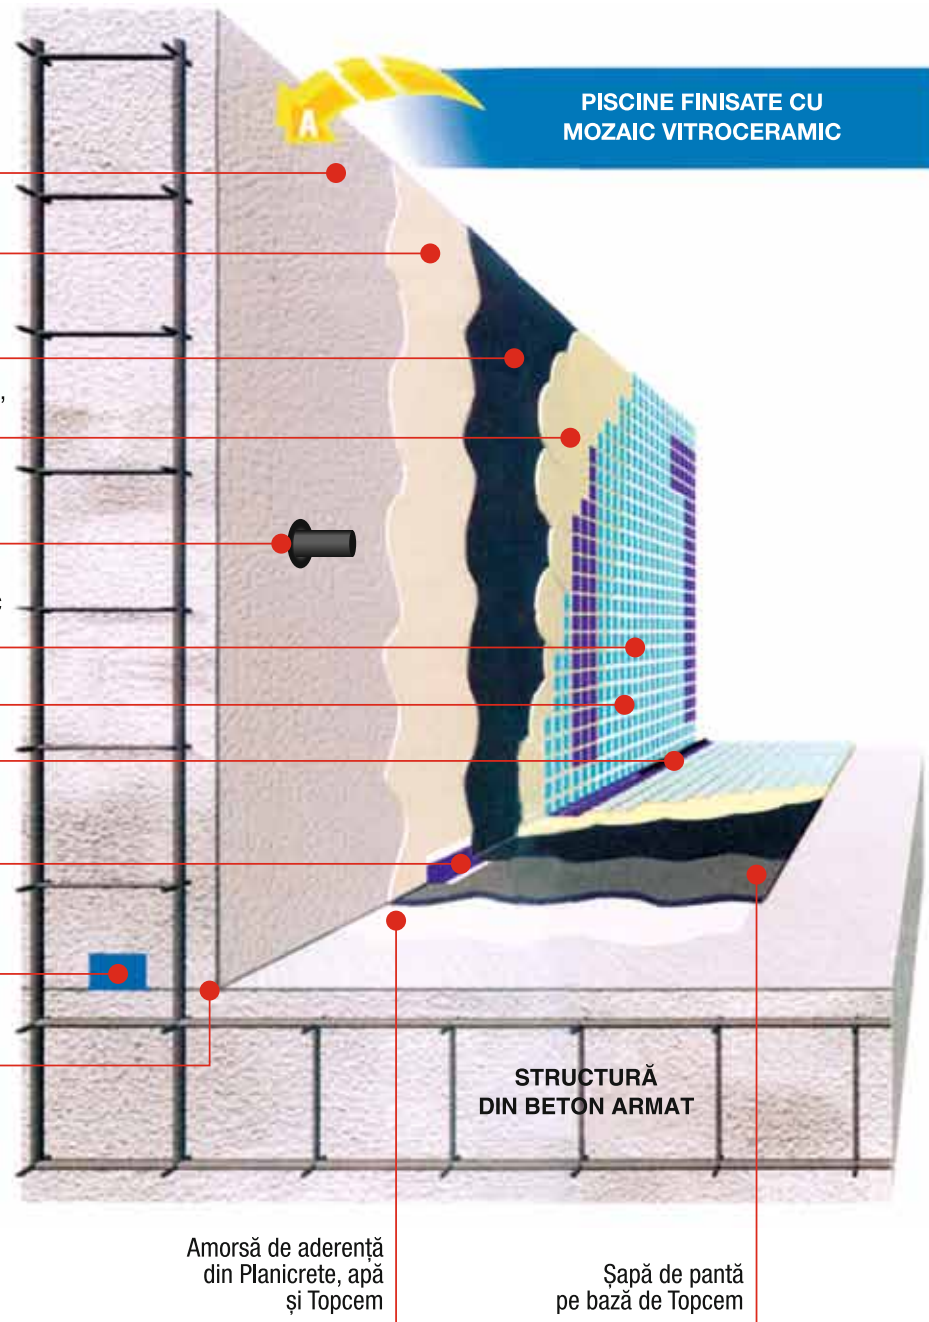 A
PISCINE FINISATE CU
MOZAIC VITROCERAMIC
,
STRUCTURĂ
DIN BETON ARMAT
Amorsă de aderență
din Planicrete, apă
și Topcem
Șapă de pantă
pe bază de Topcem